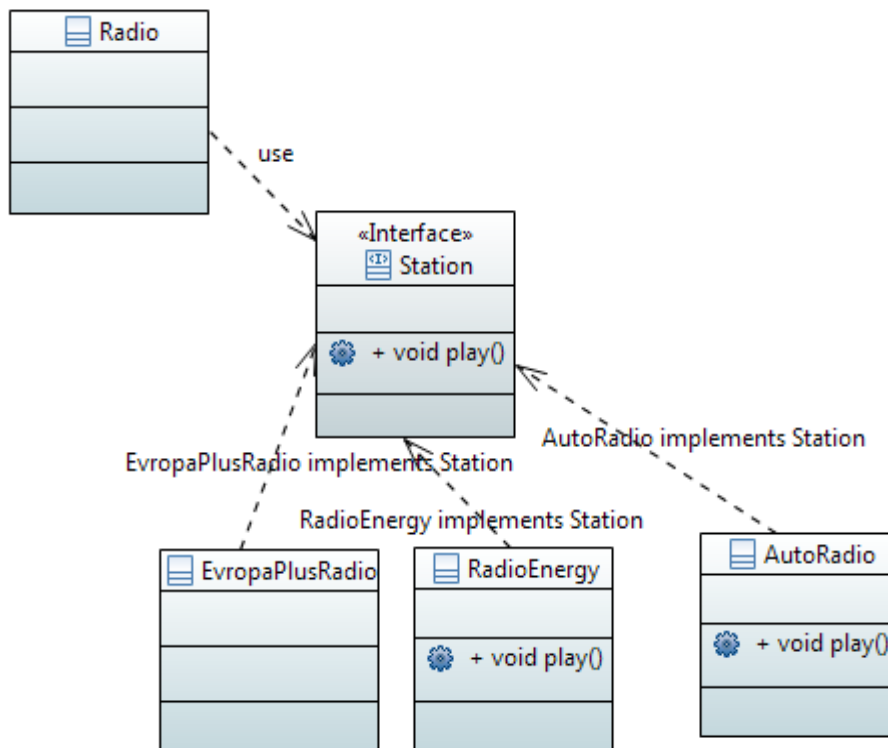 Radio
use
«Interface»
Station
+ void play()
AutoRadio implements Station
EvropaPlusRadio implements Station
RadioEnergy implements Station
EvropaPlusRadio
RadioEnergy
AutoRadio
+ void play()
+ void play()